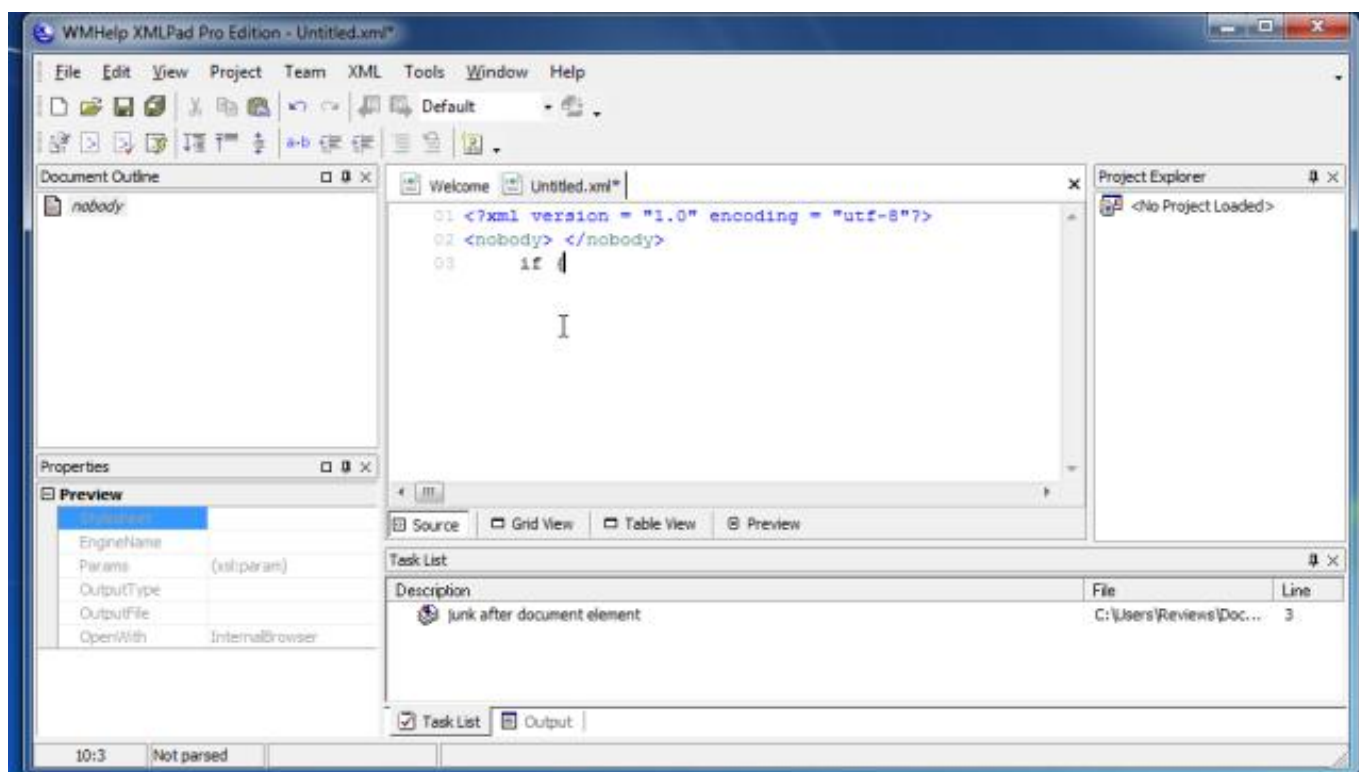 WMHelp XMLPad Pro Edition - Untitled.xml*
File Edit View Project Team XML Tools Window Help
Default
a-b
Document Outline
nobody
Welcome Untitled.xml*
01 <?xml version = "1.0" encoding = "utf-8"?>
02 <nobody> </nobody>
03 if (
Project Explorer
<No Project Loaded>
Properties
Preview
Stylesheet
EngineName
Params (xsl:param)
OutputType
OutputFile
OpenWith InternalBrowser
Source Grid View Table View Preview
Task List
Description File Line
Junk after document element C:\Users\Reviews\Doc... 3
Task List Output
10:3 Not parsed